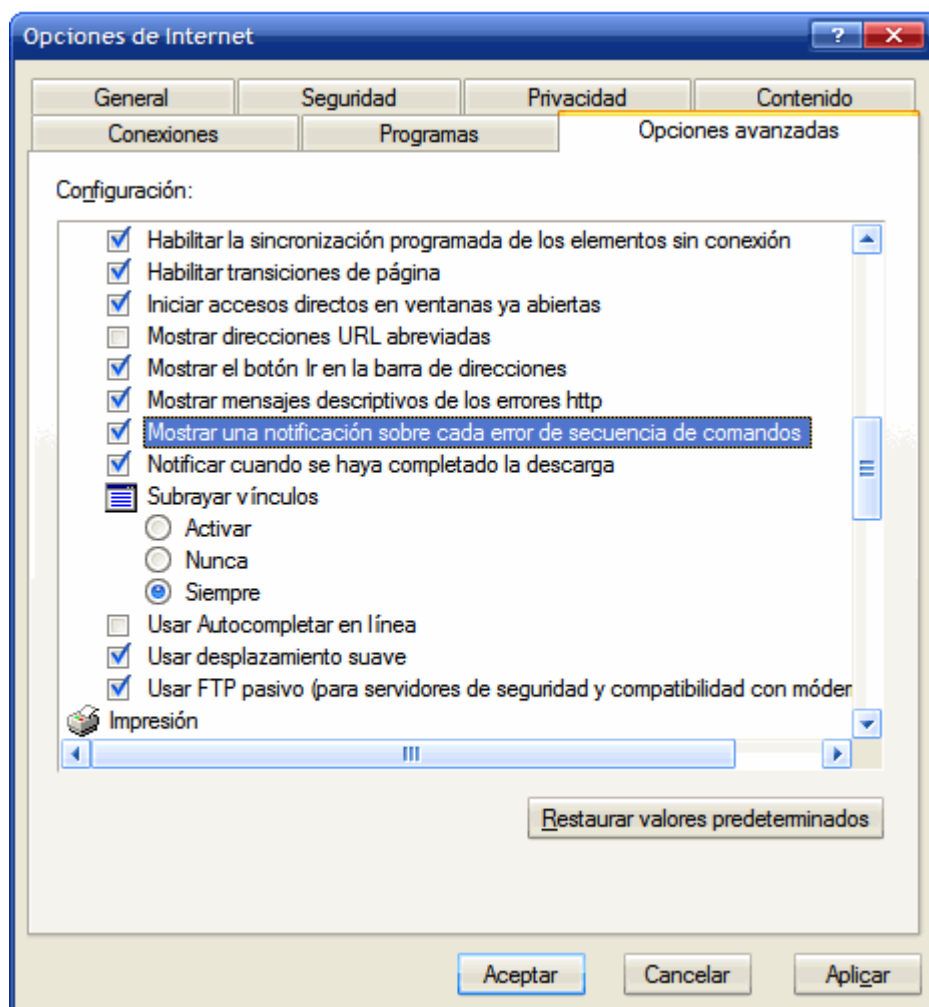 Opciones de Internet
General Seguridad Privacidad Contenido
Conexiones Programas Opciones avanzadas
Configuración:
Habilitar la sincronización programada de los elementos sin conexión
Habilitar transiciones de página
Iniciar accesos directos en ventanas ya abiertas
Mostrar direcciones URL abreviadas
Mostrar el botón Ir en la barra de direcciones
Mostrar mensajes descriptivos de los errores http
Mostrar una notificación sobre cada error de secuencia de comandos
Notificar cuando se haya completado la descarga
Subrayar vínculos
Activar
Nunca
Siempre
Usar Autocompletar en línea
Usar desplazamiento suave
Usar FTP pasivo (para servidores de seguridad y compatibilidad con móder
Impresión
Restaurar valores predeterminados
Aceptar Cancelar Aplicar